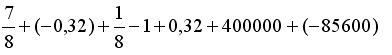 7/8 + (−0,32) + 1/8 − 1 + 0,32 + 400000 + (−85600)